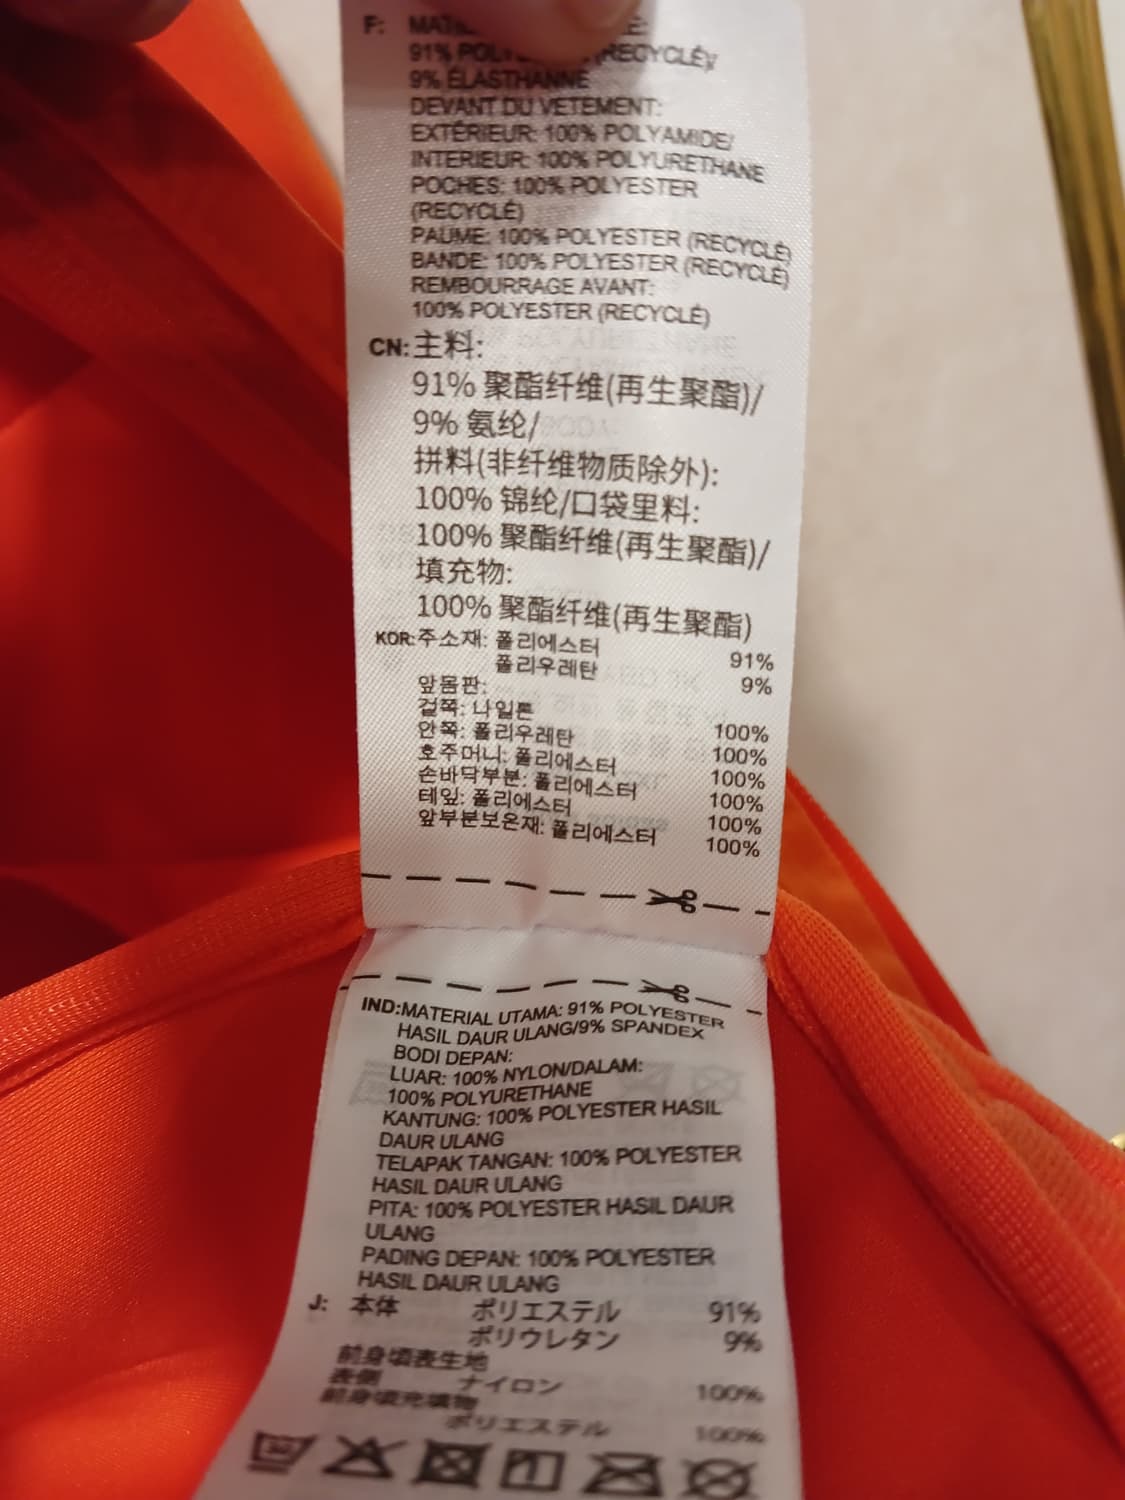 F:
91% (RECYCLÉ)/
9% ÉLASTHANNE
DEVANT DU VETEMENT:
EXTÉRIEUR: 100% POLYAMIDE/
INTERIEUR: 100% POLYURETHANE
POCHES: 100% POLYESTER
(RECYCLÉ)
PAUME: 100% POLYESTER (RECYCLÉ)
BANDE: 100% POLYESTER (RECYCLÉ)
REMBOURRAGE AVANT:
100% POLYESTER (RECYCLÉ)
CN: 主料:
91% 聚酯纤维(再生聚酯)/
9% 氨纶/
拼料(非纤维物质除外):
100% 锦纶/口袋里料:
100% 聚酯纤维(再生聚酯)/
填充物:
100% 聚酯纤维(再生聚酯)
KOR: 주소재: 폴리에스터 91%
폴리우레탄 9%
앞몸판:
겉쪽: 나일론 100%
안쪽: 폴리우레탄 100%
호주머니: 폴리에스터 100%
손바닥부분: 폴리에스터 100%
테잎: 폴리에스터 100%
앞부분보온재: 폴리에스터 100%
IND: MATERIAL UTAMA: 91% POLYESTER
HASIL DAUR ULANG/9% SPANDEX
BODI DEPAN:
LUAR: 100% NYLON/DALAM:
100% POLYURETHANE
KANTUNG: 100% POLYESTER HASIL
DAUR ULANG
TELAPAK TANGAN: 100% POLYESTER
HASIL DAUR ULANG
PITA: 100% POLYESTER HASIL DAUR
ULANG
PADING DEPAN: 100% POLYESTER
HASIL DAUR ULANG
J: 本体 ポリエステル 91%
ポリウレタン 9%
前身頃表生地
表側 ナイロン 100%
前身頃充填物
ポリエステル 100%
30